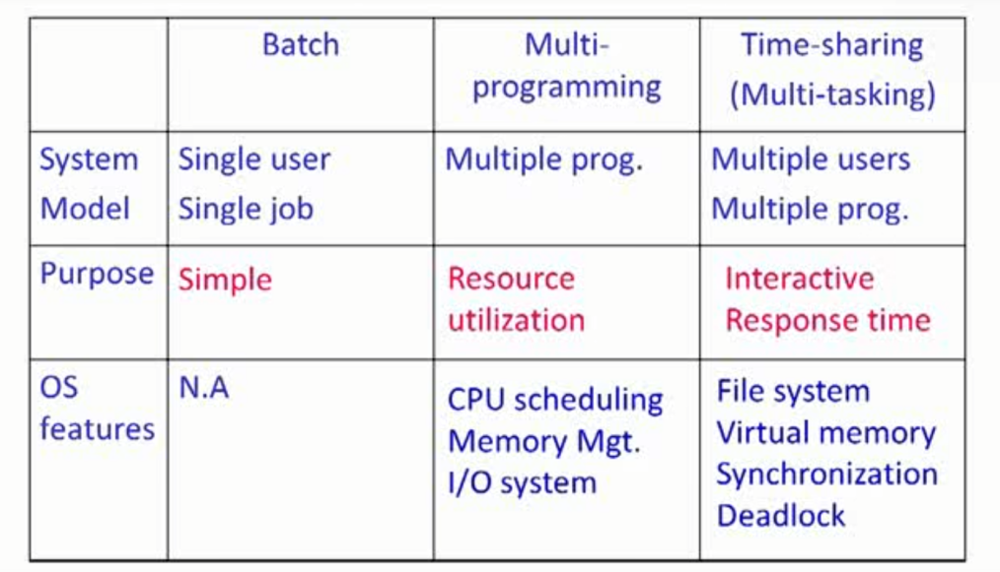 Batch
Multi-
programming
Time-sharing
(Multi-tasking)
System
Model
Single user
Single job
Multiple prog.
Multiple users
Multiple prog.
Purpose
Simple
Resource
utilization
Interactive
Response time
OS
features
N.A
CPU scheduling
Memory Mgt.
I/O system
File system
Virtual memory
Synchronization
Deadlock